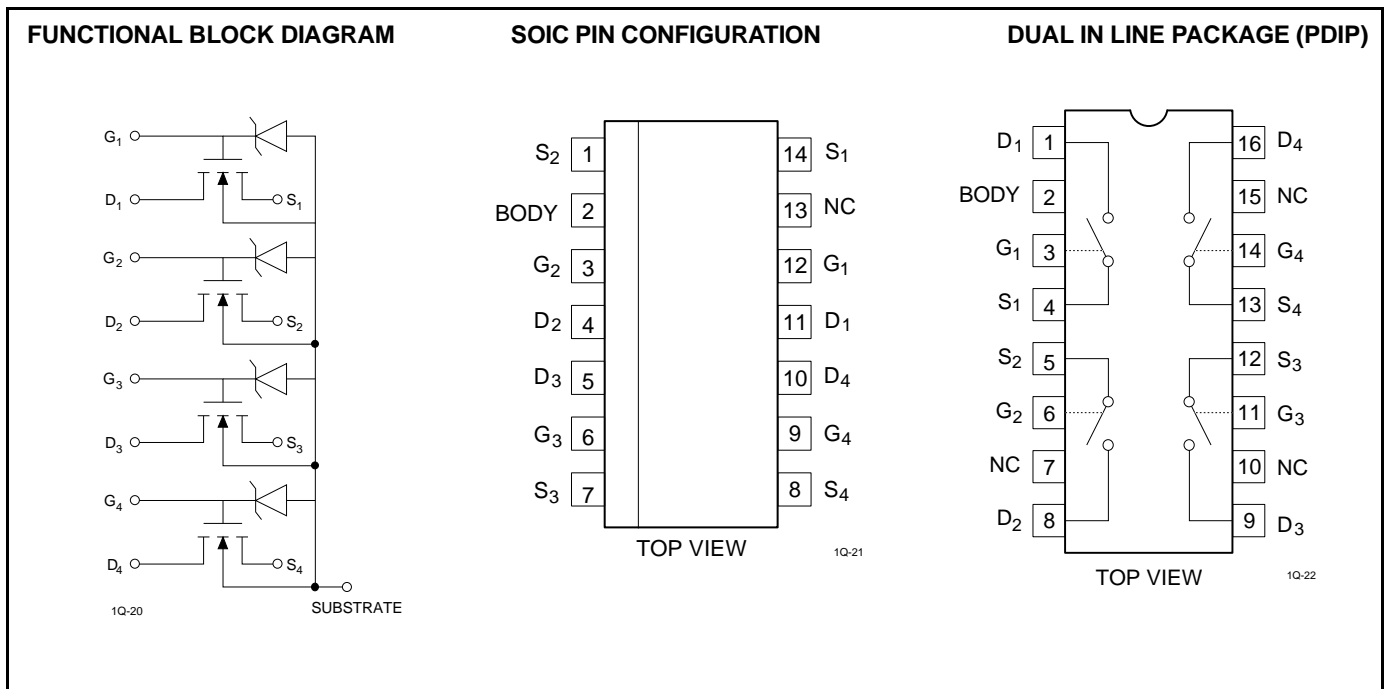 FUNCTIONAL BLOCK DIAGRAM
G1
D1
S1
G2
D2
S2
G3
D3
S3
G4
D4
S4
SUBSTRATE
1Q-20
SOIC PIN CONFIGURATION
S2 1
BODY 2
G2 3
D2 4
D3 5
G3 6
S3 7
14 S1
13 NC
12 G1
11 D1
10 D4
9 G4
8 S4
TOP VIEW
1Q-21
DUAL IN LINE PACKAGE (PDIP)
D1 1
BODY 2
G1 3
S1 4
S2 5
G2 6
NC 7
D2 8
16 D4
15 NC
14 G4
13 S4
12 S3
11 G3
10 NC
9 D3
TOP VIEW
1Q-22